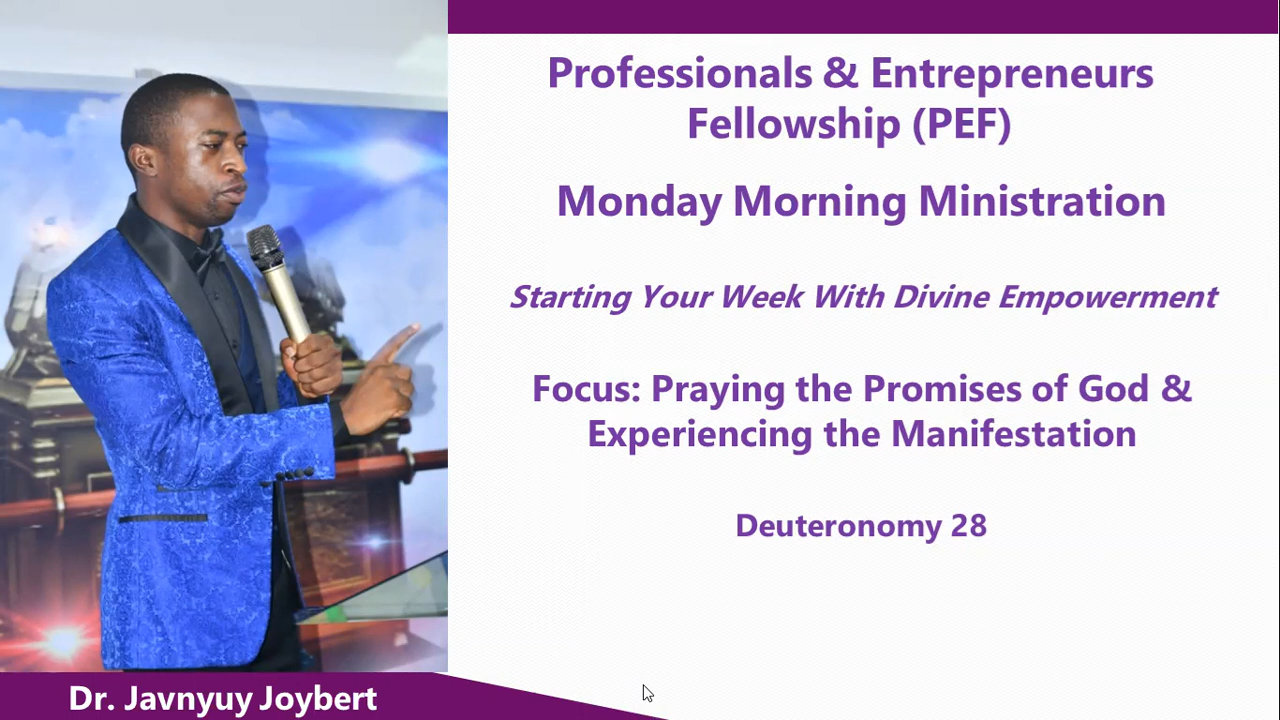 Professionals & Entrepreneurs
Fellowship (PEF)
Monday Morning Ministration
Starting Your Week With Divine Empowerment
Focus: Praying the Promises of God &
Experiencing the Manifestation
Deuteronomy 28
Dr. Javnyuy Joybert